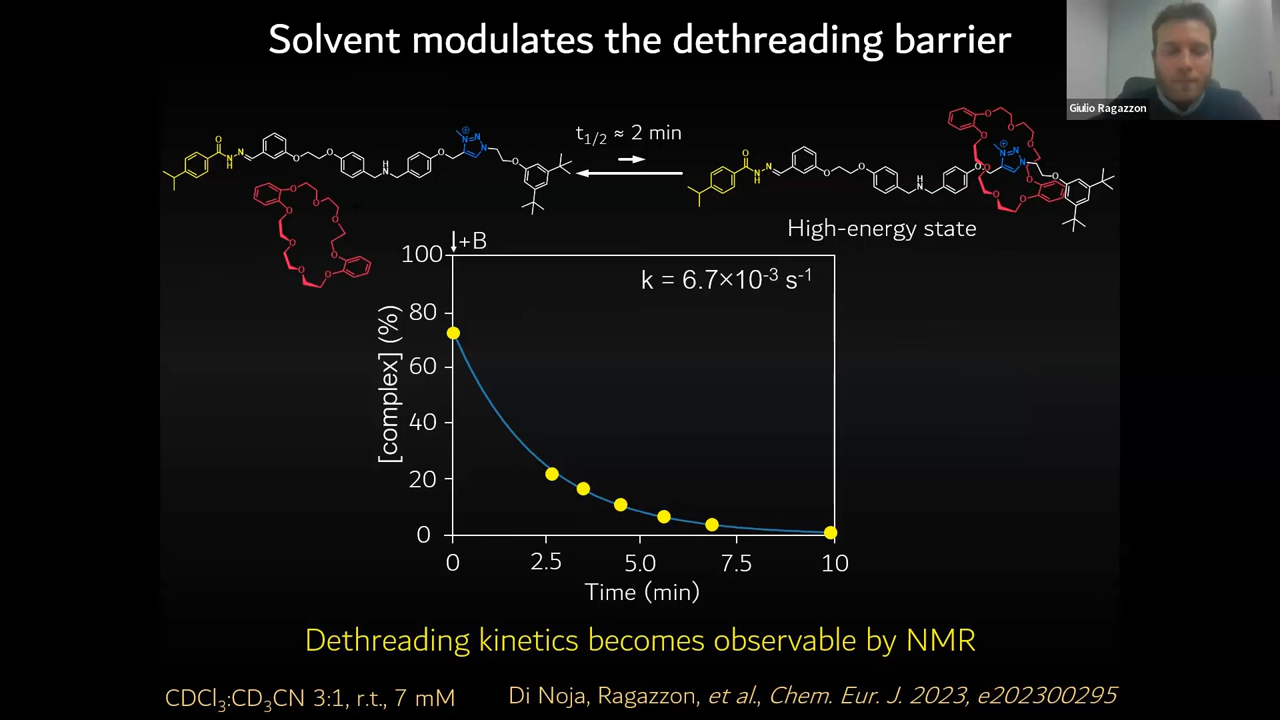 Solvent modulates the dethreading barrier
Giulio Ragazzon
t1/2 ≈ 2 min
High-energy state
+B
k = 6.7×10-3 s-1
[complex] (%)
100
80
60
40
20
0
0 2.5 5.0 7.5 10
Time (min)
Dethreading kinetics becomes observable by NMR
CDCl3:CD3CN 3:1, r.t., 7 mM
Di Noja, Ragazzon, et al., Chem. Eur. J. 2023, e202300295